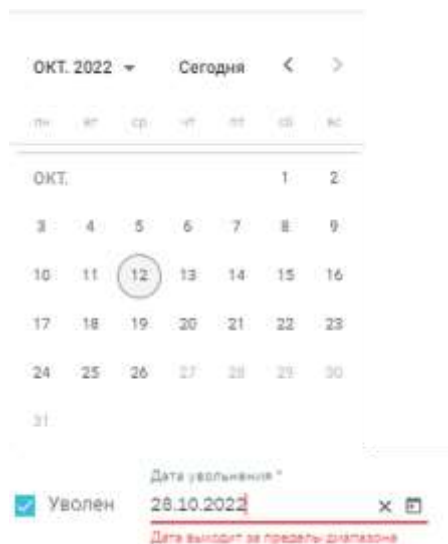 ОКТ. 2022 Сегодня
пн вт ср чт пт сб вс
ОКТ. 1 2
3 4 5 6 7 8 9
10 11 12 13 14 15 16
17 18 19 20 21 22 23
24 25 26 27 28 29 30
31
Дата увольнения *
Уволен 28.10.2022
Дата выходит за пределы диапазона